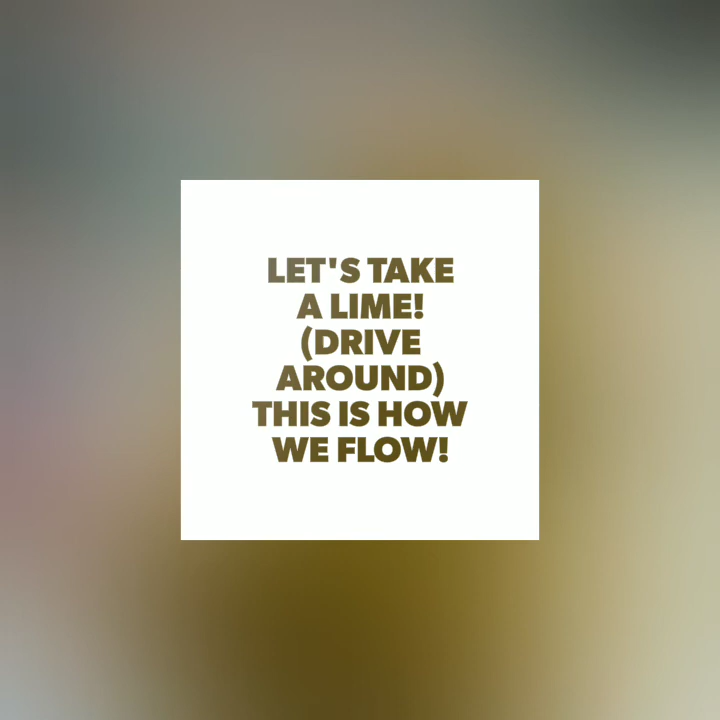 LET'S TAKE
A LIME!
(DRIVE
AROUND)
THIS IS HOW
WE FLOW!